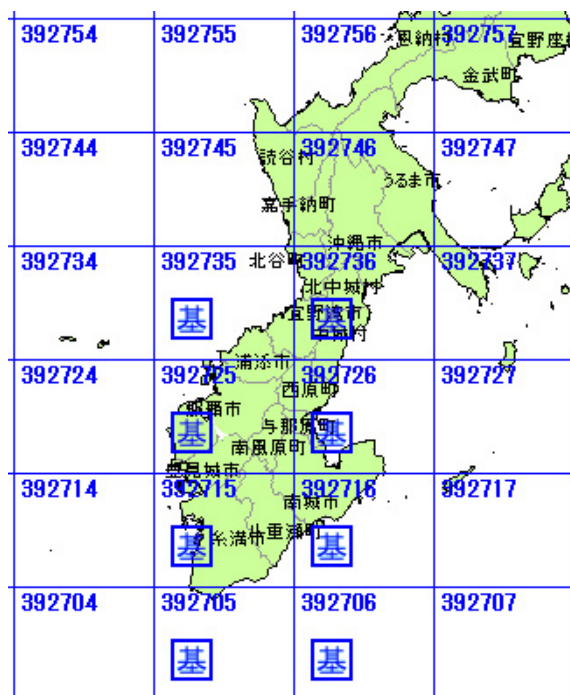 392754 392755 392756 392757
恩納村 宜野座村
金武町
392744 392745 392746 392747
読谷村
うるま市
嘉手納町
沖縄市
392734 392735 392736 392737
北谷町
北中城村
宜野湾市
基 基
中城村
浦添市
392724 392725 392726 392727
西原町
那覇市
与那原町
基 基
南風原町
豊見城市
392714 392715 392716 392717
南城市
糸満市 八重瀬町
基 基
392704 392705 392706 392707
基 基